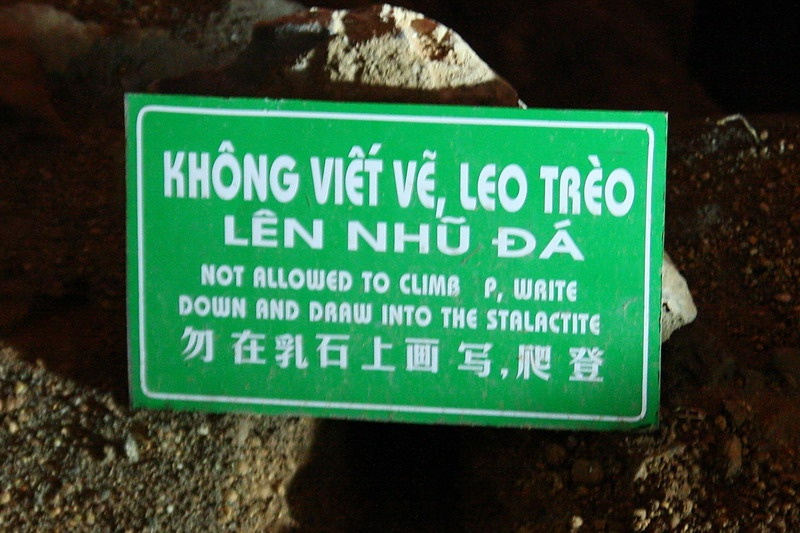 KHÔNG VIẾT VẼ, LEO TRÈO
LÊN NHŨ ĐÁ
NOT ALLOWED TO CLIMB P, WRITE
DOWN AND DRAW INTO THE STALACTITE
勿在乳石上画写,爬登